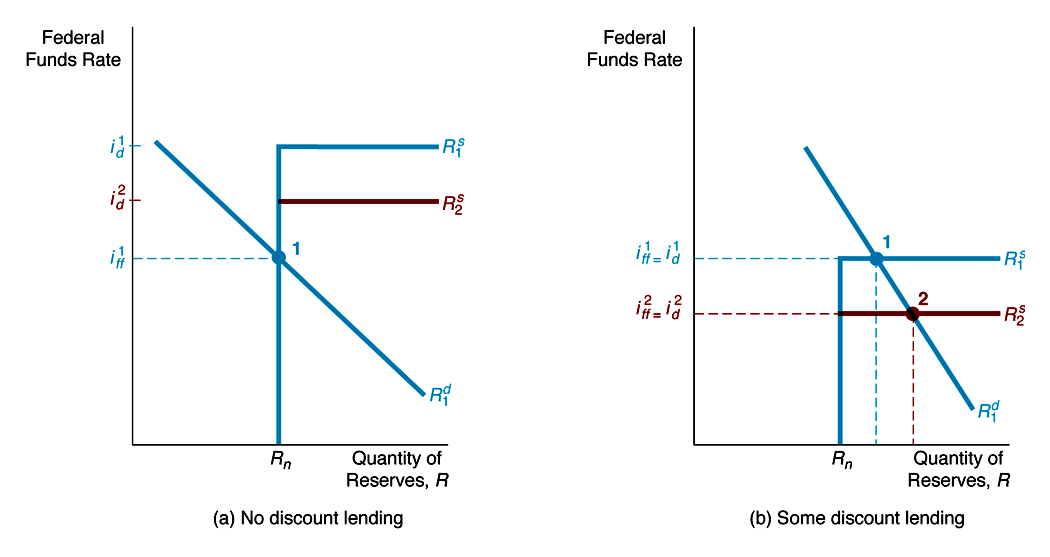 Federal
Funds Rate
i_d^1
i_d^2
i_ff^1
1
R_1^s
R_2^s
R_1^d
R_n
Quantity of
Reserves, R
(a) No discount lending
Federal
Funds Rate
i_ff^1 = i_d^1
i_ff^2 = i_d^2
1
2
R_1^s
R_2^s
R_1^d
R_n
Quantity of
Reserves, R
(b) Some discount lending